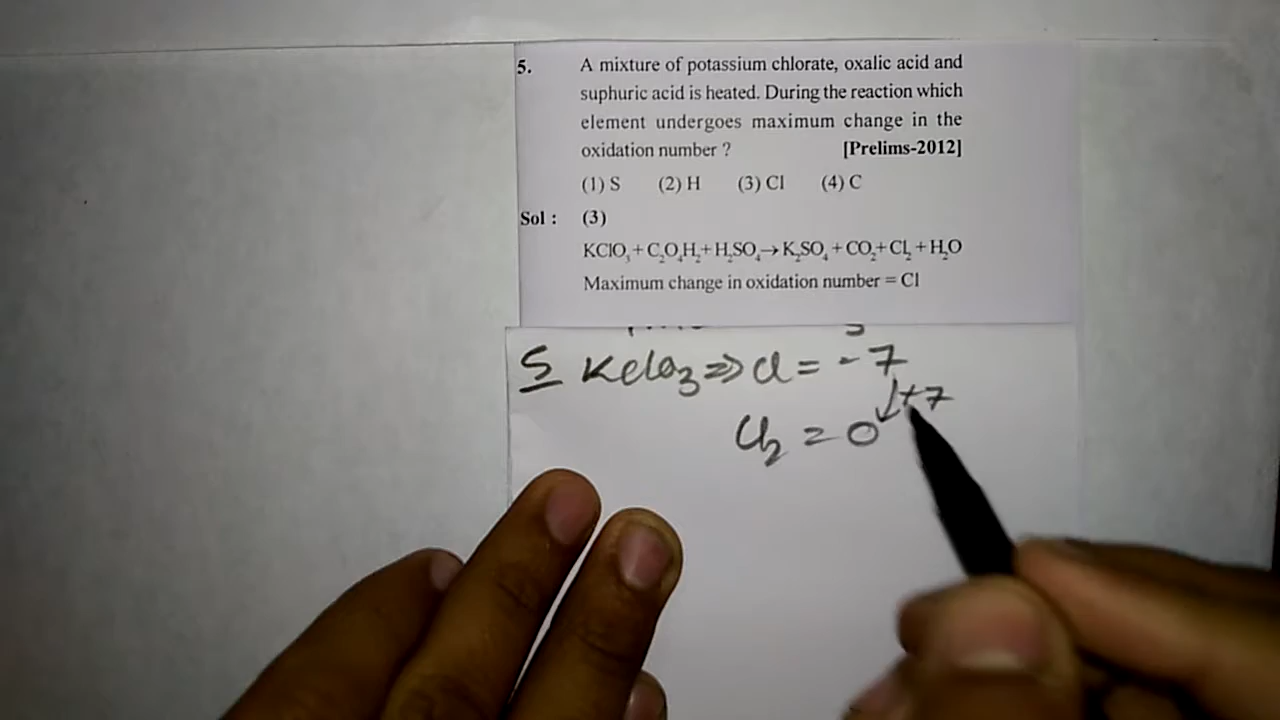 5. A mixture of potassium chlorate, oxalic acid and
suphuric acid is heated. During the reaction which
element undergoes maximum change in the
oxidation number ? [Prelims-2012]
(1) S (2) H (3) Cl (4) C
Sol : (3)
KClO₃ + C₂O₄H₂ + H₂SO₄ → K₂SO₄ + CO₂ + Cl₂ + H₂O
Maximum change in oxidation number = Cl
5 KClO₃ ⇒ Cl = -7
+7
Cl₂ = 0